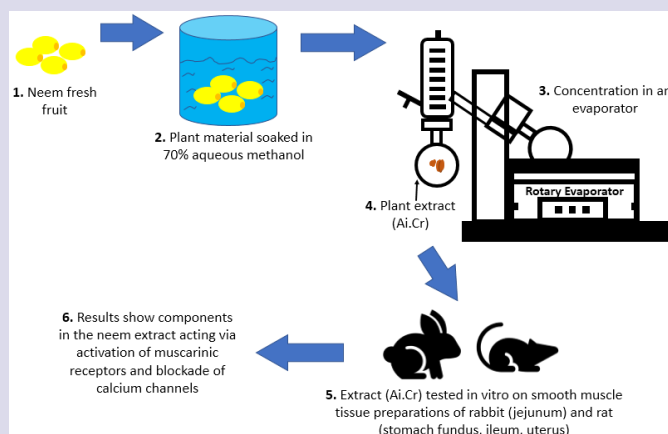 1. Neem fresh
fruit
2. Plant material soaked in
70% aqueous methanol
3. Concentration in an
evaporator
Rotary Evaporator
4. Plant extract
(Ai.Cr)
5. Extract (Ai.Cr) tested in vitro on smooth muscle
tissue preparations of rabbit (jejunum) and rat
(stomach fundus, ileum, uterus)
6. Results show components
in the neem extract acting via
activation of muscarinic
receptors and blockade of
calcium channels